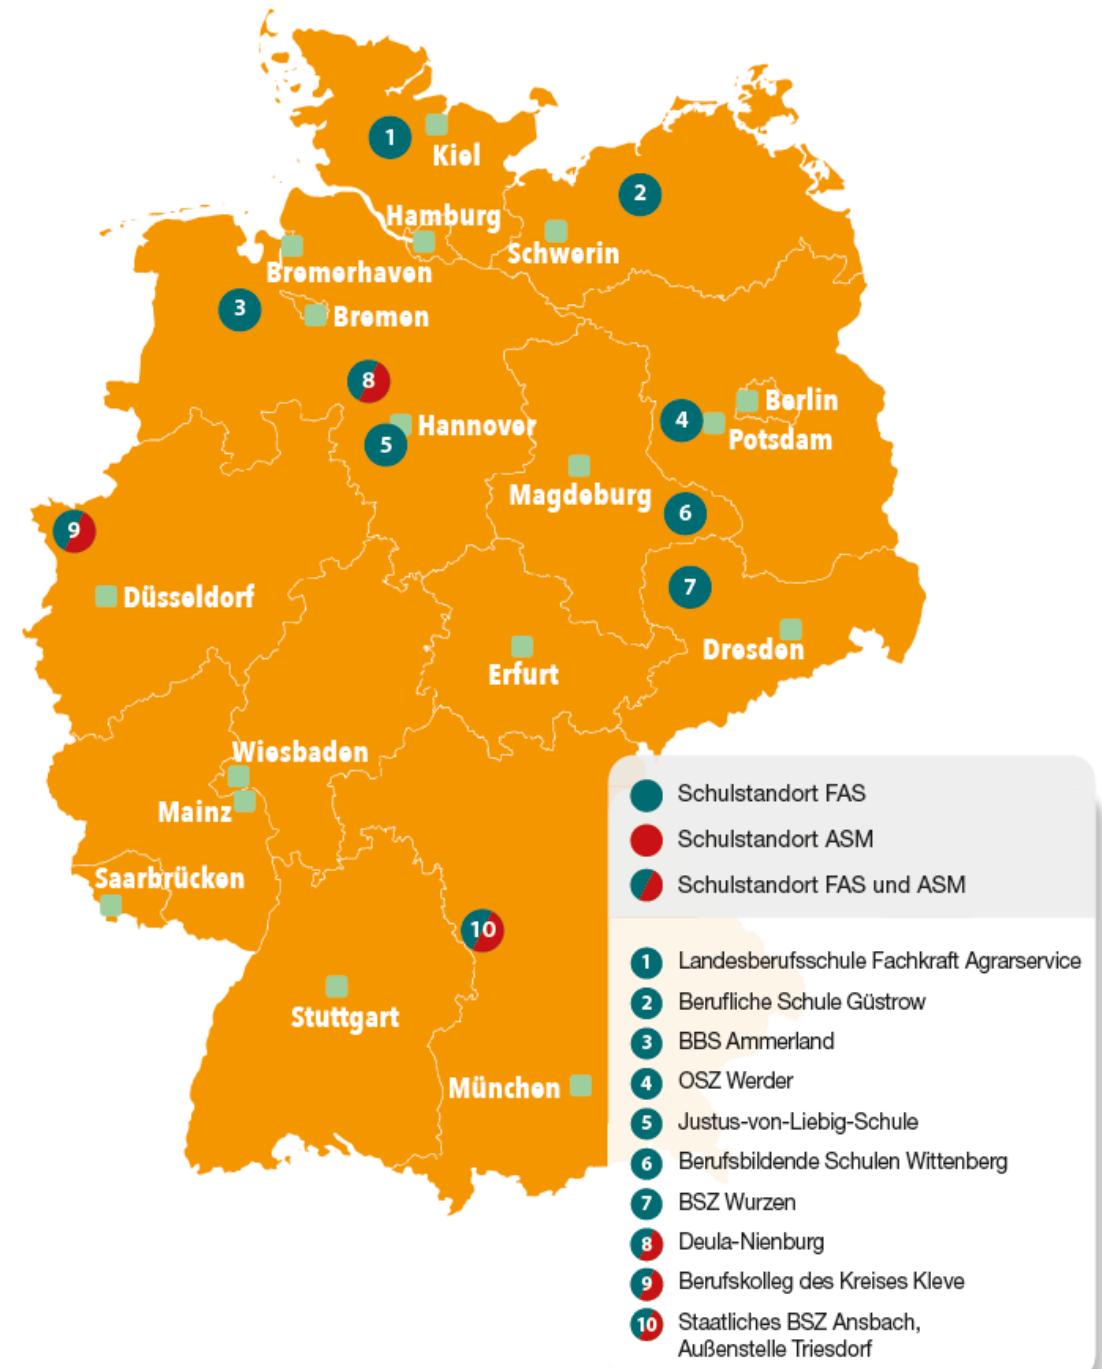 1
Kiel
2
Hamburg
Schwerin
Bremerhaven
3
Bremen
8
Berlin
4
Hannover
Potsdam
5
Magdeburg
6
9
7
Düsseldorf
Dresden
Erfurt
Wiesbaden
Mainz
Saarbrücken
10
Stuttgart
München
Schulstandort FAS
Schulstandort ASM
Schulstandort FAS und ASM
1 Landesberufsschule Fachkraft Agrarservice
2 Berufliche Schule Güstrow
3 BBS Ammerland
4 OSZ Werder
5 Justus-von-Liebig-Schule
6 Berufsbildende Schulen Wittenberg
7 BSZ Wurzen
8 Deula-Nienburg
9 Berufskolleg des Kreises Kleve
10 Staatliches BSZ Ansbach,
Außenstelle Triesdorf